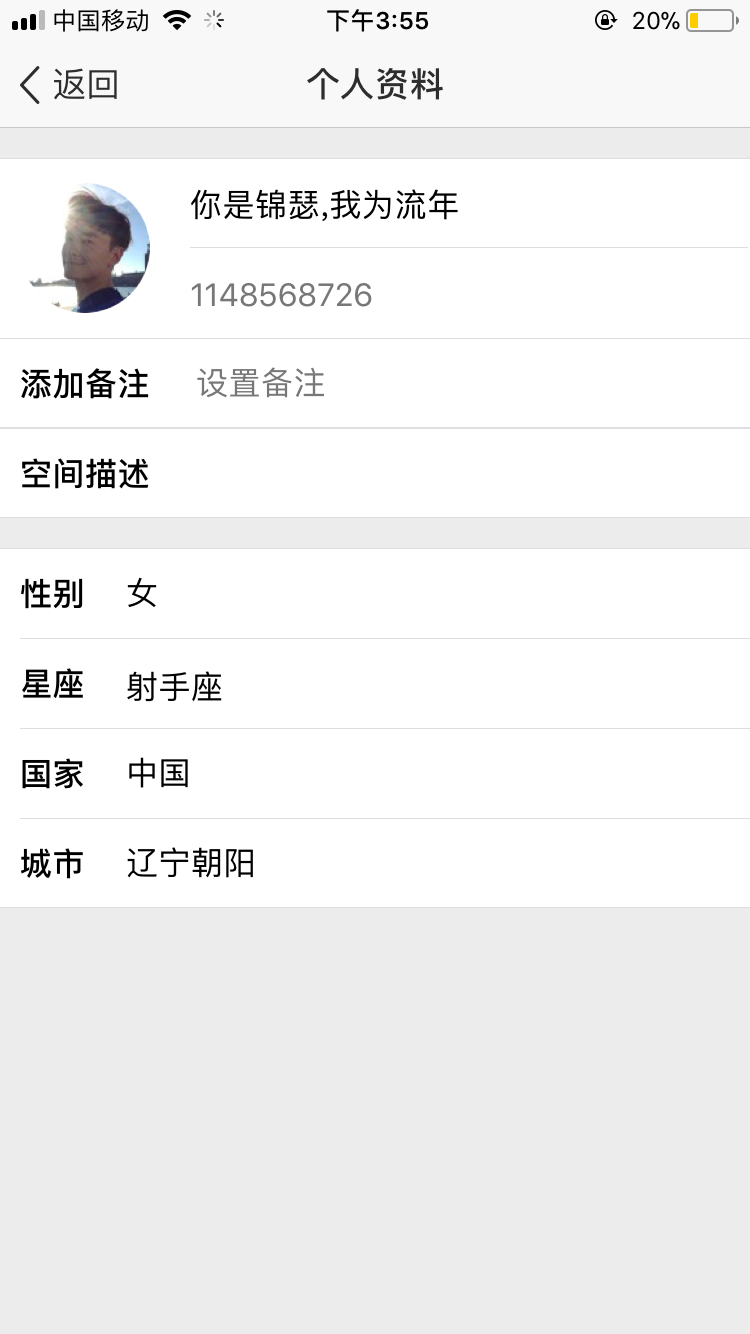 中国移动 下午3:55 20%
返回 个人资料
你是锦瑟,我为流年
1148568726
添加备注 设置备注
空间描述
性别 女
星座 射手座
国家 中国
城市 辽宁朝阳